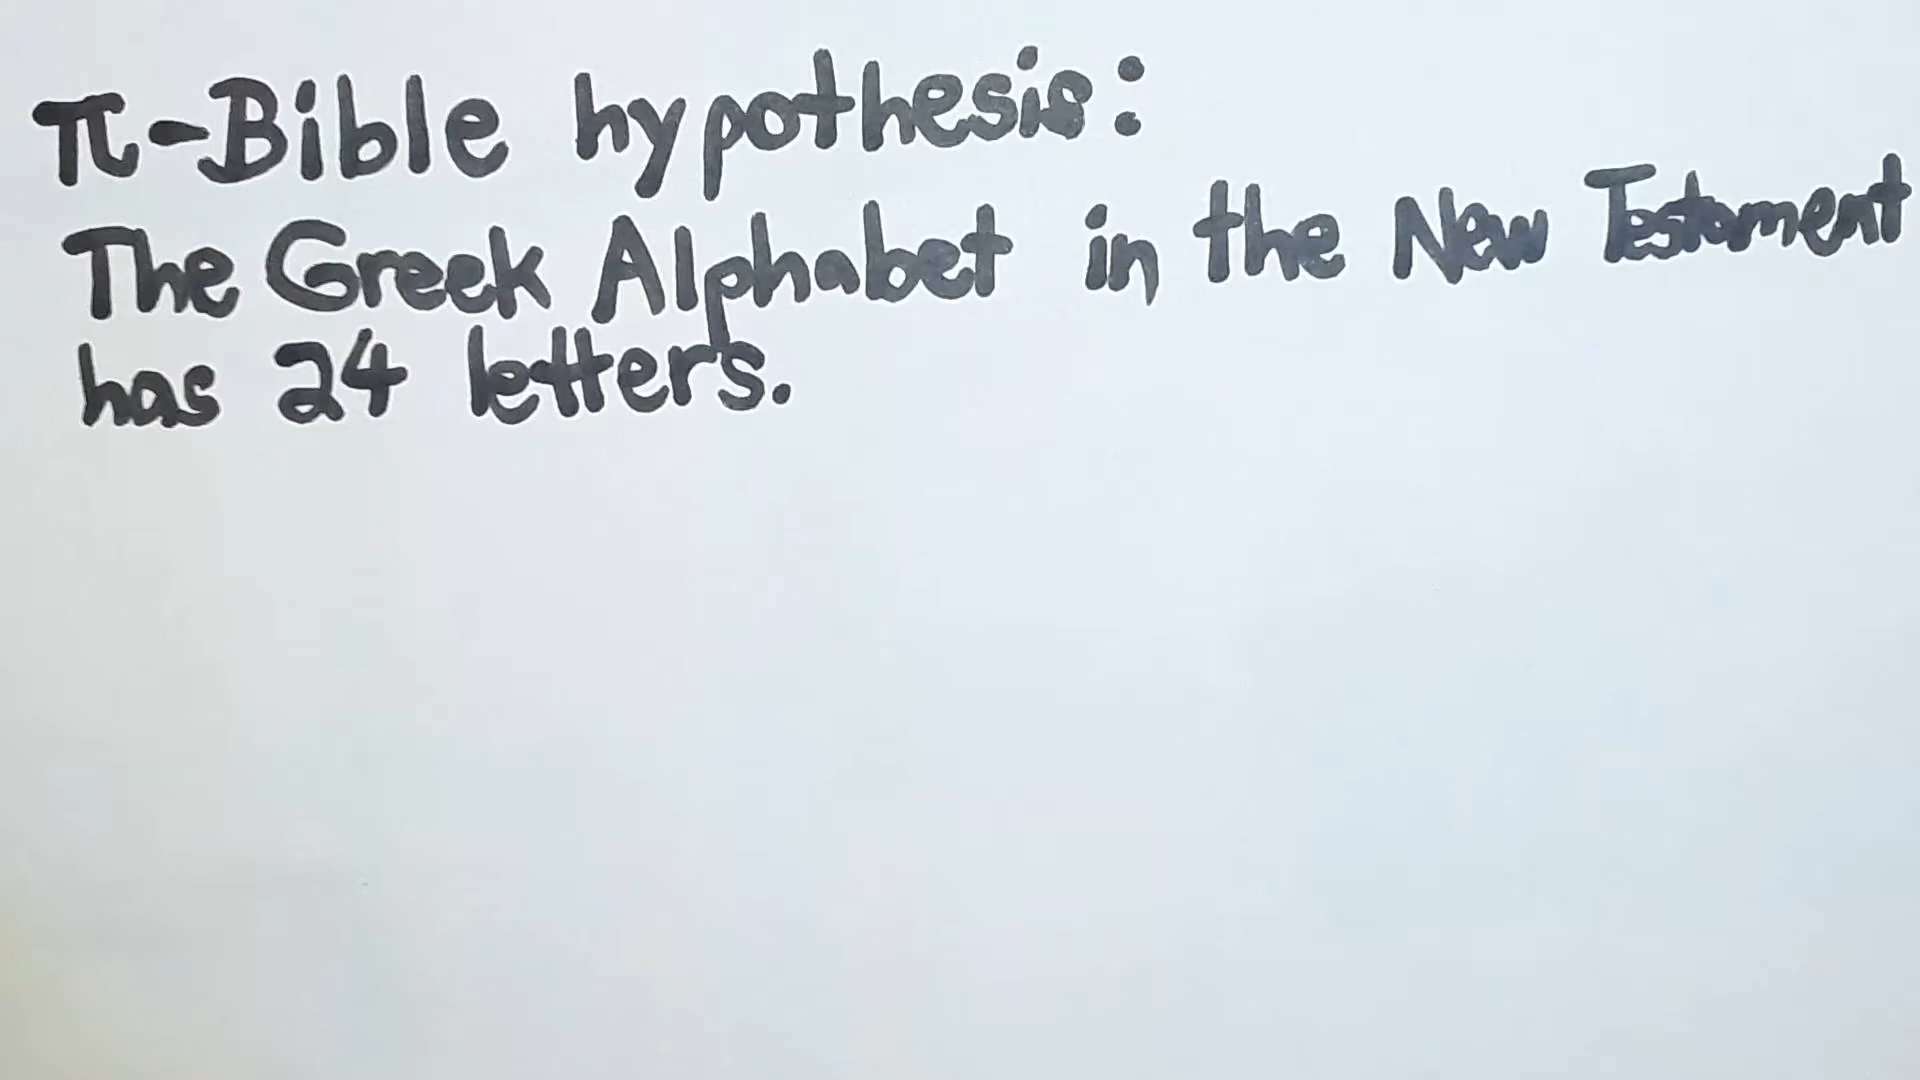 π-Bible hypothesis:
The Greek Alphabet in the New Testament
has 24 letters.